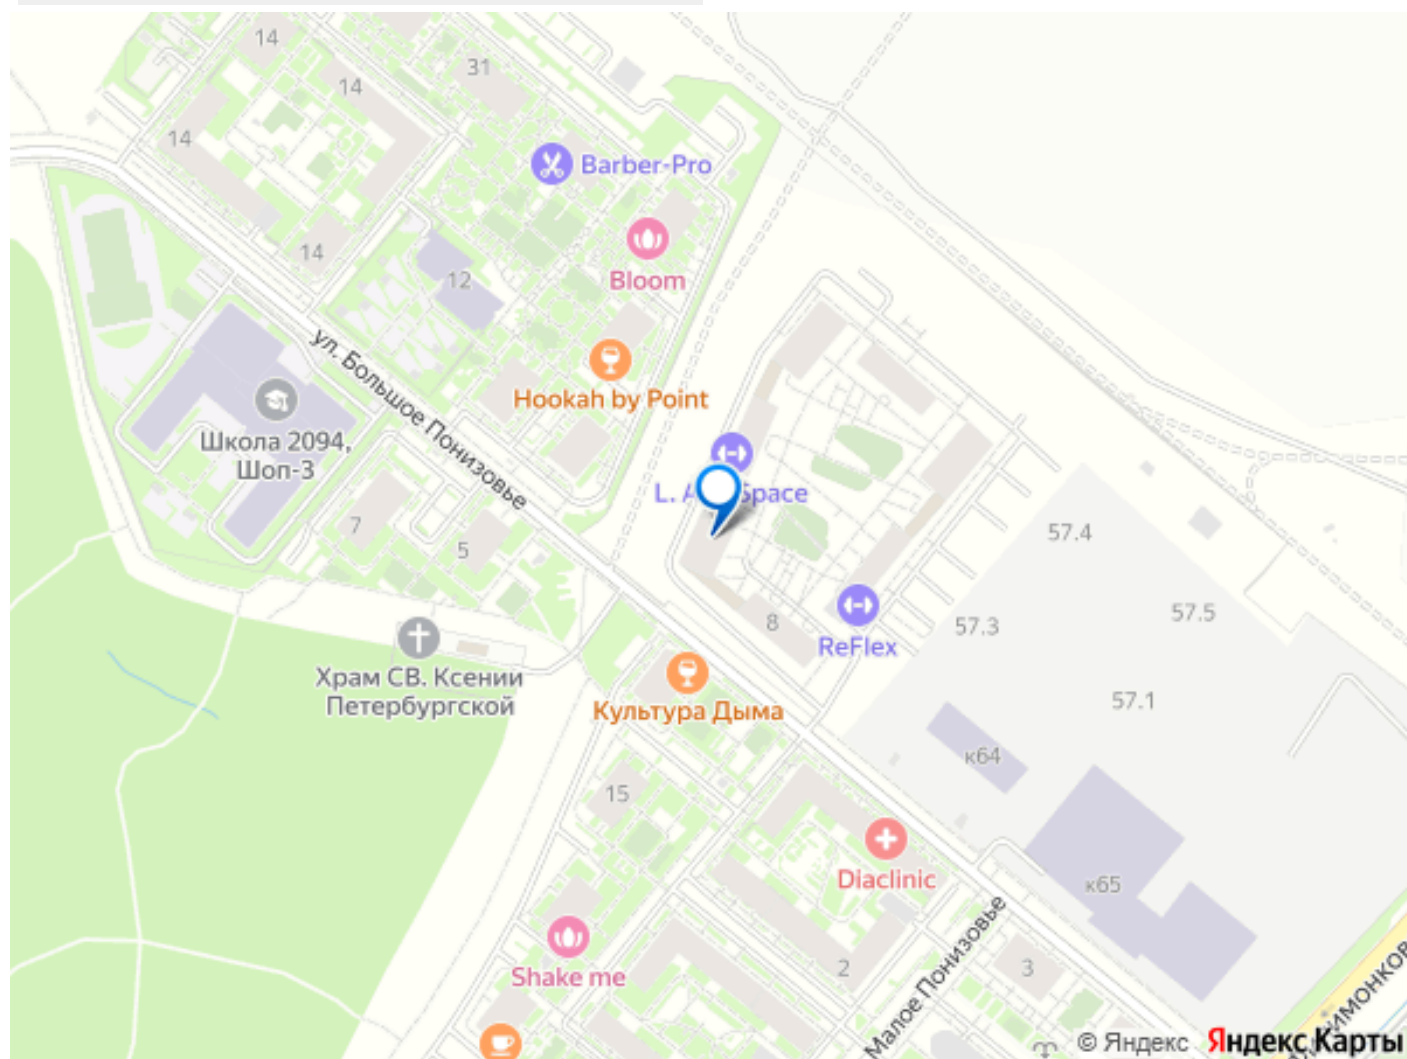 14
31
14
14
Barber-Pro
14
Bloom
12
ул. Большое Понизовье
Hookah by Point
Школа 2094,
Шоп-3
L. A Space
7
5
57.4
57.5
57.3
8
ReFlex
Храм СВ. Ксении
Петербургской
Культура Дыма
57.1
к64
15
Diaclinic
к65
Малое Понизовье
Shake me
2
3
© Яндекс Яндекс Карты